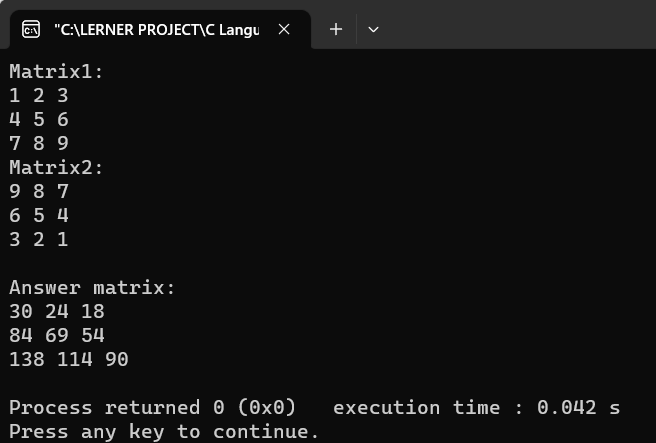 "C:\LERNER PROJECT\C Langu
Matrix1:
1 2 3
4 5 6
7 8 9
Matrix2:
9 8 7
6 5 4
3 2 1
Answer matrix:
30 24 18
84 69 54
138 114 90
Process returned 0 (0x0)   execution time : 0.042 s
Press any key to continue.